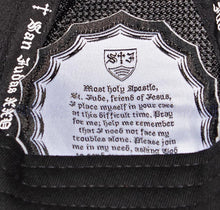 S † J
Most holy Apostle,
St. Jude, friend of Jesus,
I place myself in your care
at this difficult time. Pray
for me; help me remember
that I need not face my
troubles alone. Please join
me in my need, asking God
† San Judas